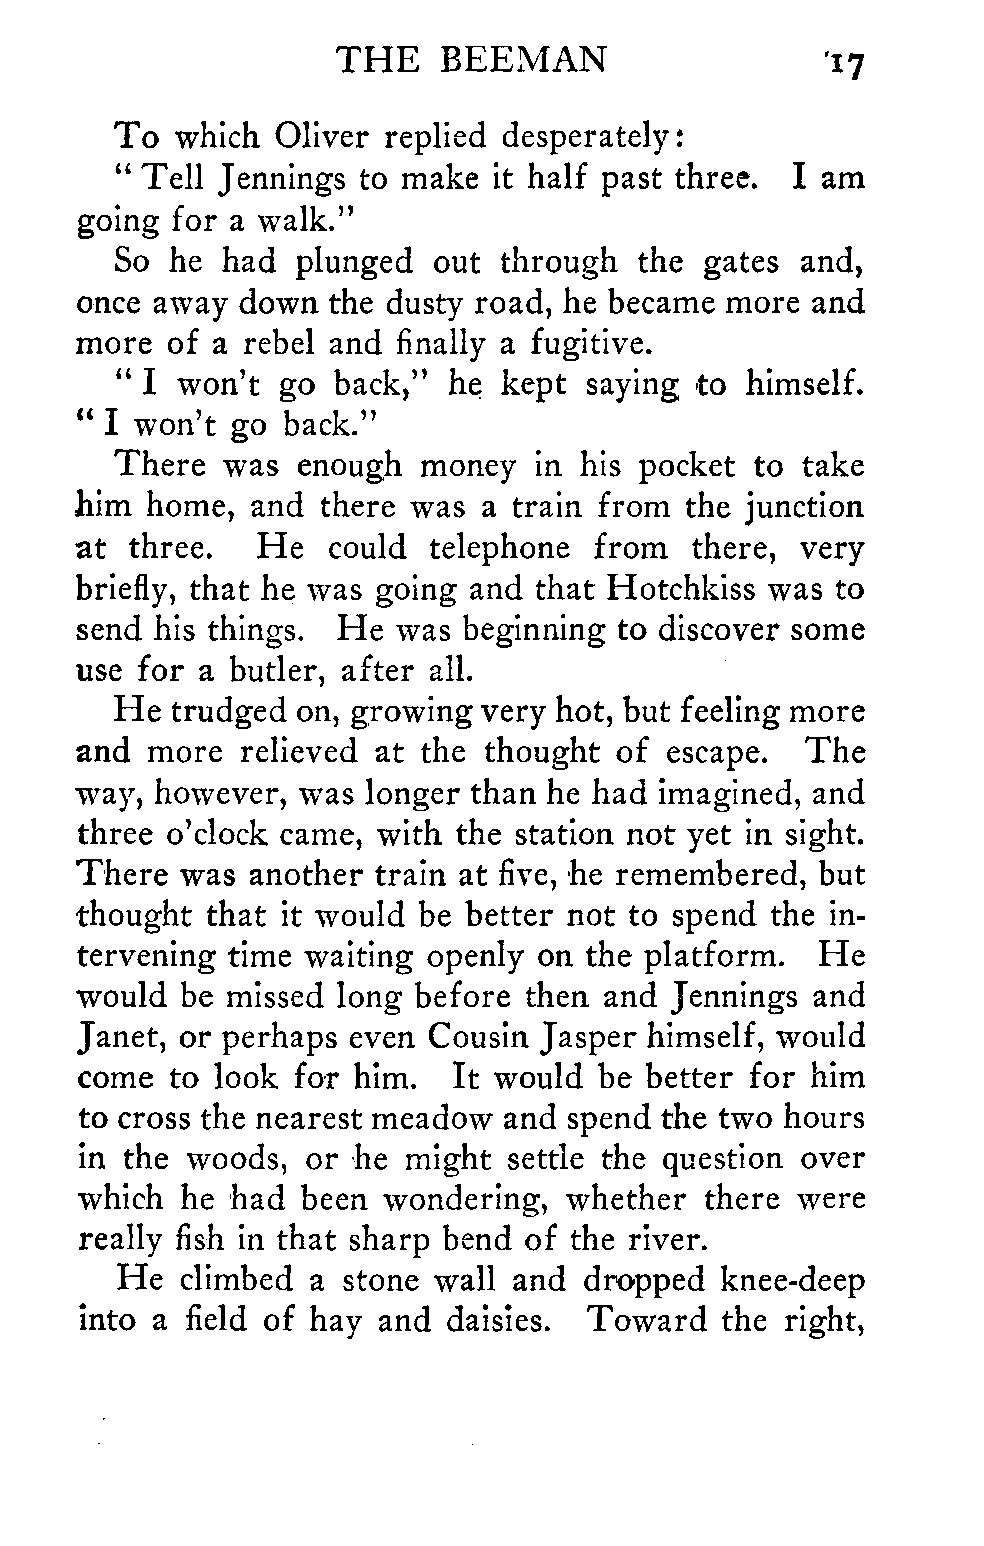 THE BEEMAN 17
To which Oliver replied desperately:
“Tell Jennings to make it half past three. I am
going for a walk.”
So he had plunged out through the gates and,
once away down the dusty road, he became more and
more of a rebel and finally a fugitive.
“I won't go back,” he kept saying to himself.
“I won't go back.”
There was enough money in his pocket to take
him home, and there was a train from the junction
at three. He could telephone from there, very
briefly, that he was going and that Hotchkiss was to
send his things. He was beginning to discover some
use for a butler, after all.
He trudged on, growing very hot, but feeling more
and more relieved at the thought of escape. The
way, however, was longer than he had imagined, and
three o'clock came, with the station not yet in sight.
There was another train at five, he remembered, but
thought that it would be better not to spend the in-
tervening time waiting openly on the platform. He
would be missed long before then and Jennings and
Janet, or perhaps even Cousin Jasper himself, would
come to look for him. It would be better for him
to cross the nearest meadow and spend the two hours
in the woods, or he might settle the question over
which he had been wondering, whether there were
really fish in that sharp bend of the river.
He climbed a stone wall and dropped knee-deep
into a field of hay and daisies. Toward the right,